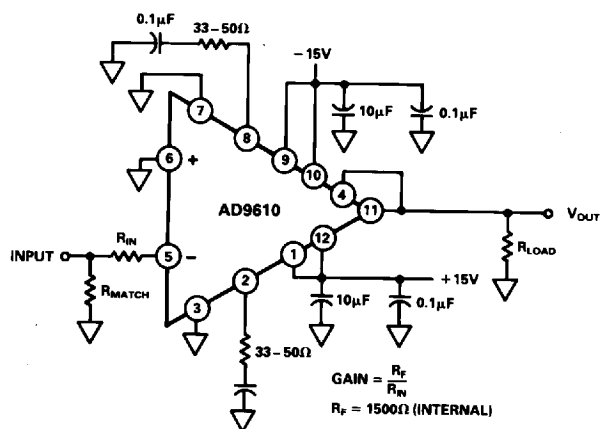 0.1µF
33–50Ω
–15V
7
8
10µF
0.1µF
6
+
9
10
4
AD9610
11
V_OUT
INPUT
R_IN
5
–
12
1
R_LOAD
R_MATCH
2
+15V
3
10µF
0.1µF
33–50Ω
GAIN = R_F/R_IN
R_F = 1500Ω (INTERNAL)